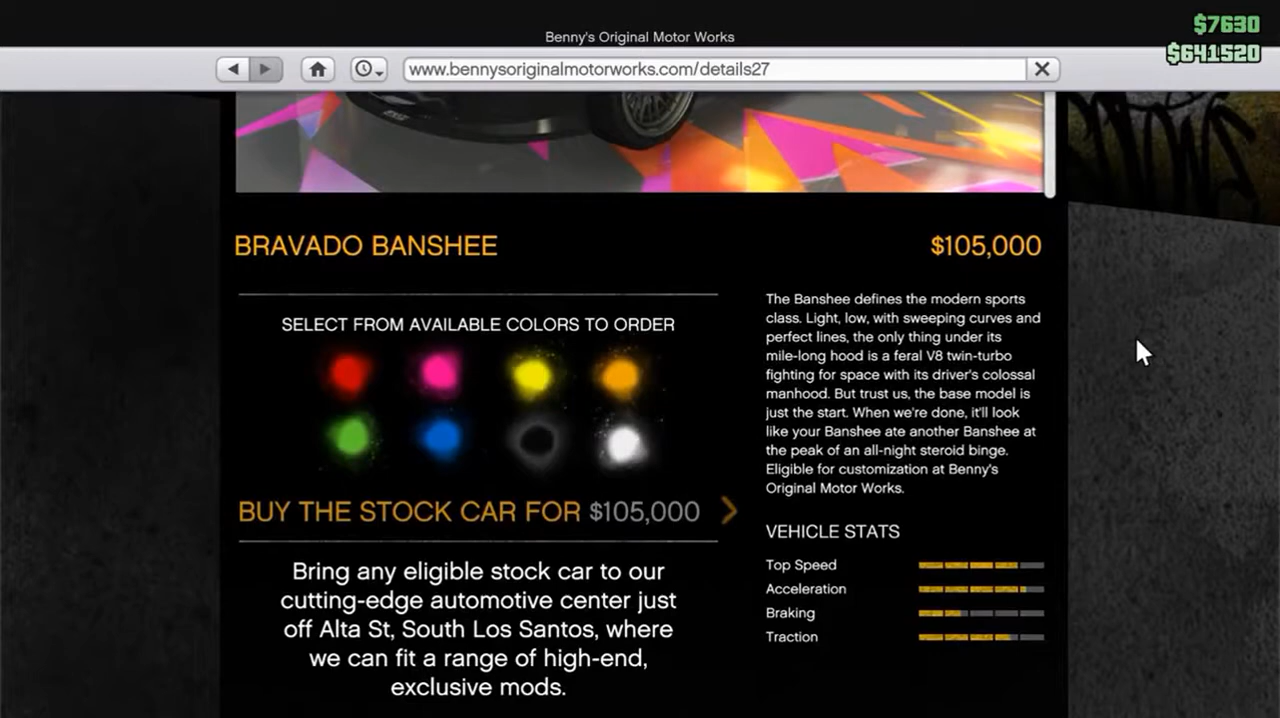 Benny's Original Motor Works
$7630
$641520
www.bennysoriginalmotorworks.com/details27
BRAVADO BANSHEE
$105,000
SELECT FROM AVAILABLE COLORS TO ORDER
BUY THE STOCK CAR FOR $105,000
Bring any eligible stock car to our
cutting-edge automotive center just
off Alta St, South Los Santos, where
we can fit a range of high-end,
exclusive mods.
The Banshee defines the modern sports
class. Light, low, with sweeping curves and
perfect lines, the only thing under its
mile-long hood is a feral V8 twin-turbo
fighting for space with its driver's colossal
manhood. But trust us, the base model is
just the start. When we're done, it'll look
like your Banshee ate another Banshee at
the peak of an all-night steroid binge.
Eligible for customization at Benny's
Original Motor Works.
VEHICLE STATS
Top Speed
Acceleration
Braking
Traction